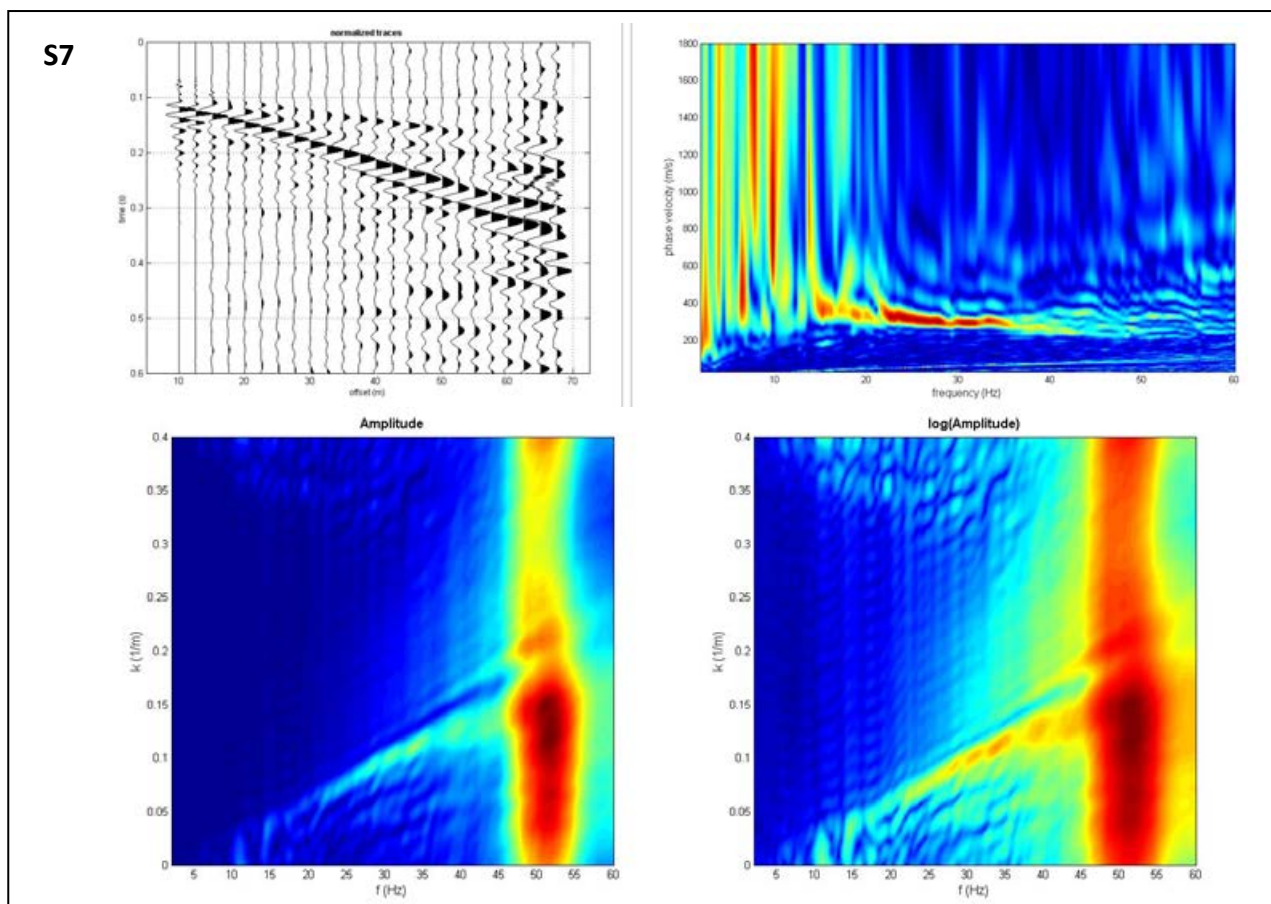 S7
normalized traces
0
0.1
0.2
0.3
0.4
0.5
0.6
time (s)
10 20 30 40 50 60 70
offset (m)
1800
1600
1400
1200
1000
800
600
400
200
phase velocity (m/s)
10 20 30 40 50 60
frequency (Hz)
Amplitude
0.4
0.35
0.3
0.25
0.2
0.15
0.1
0.05
0
k (1/m)
5 10 15 20 25 30 35 40 45 50 55 60
f (Hz)
log(Amplitude)
0.4
0.35
0.3
0.25
0.2
0.15
0.1
0.05
0
k (1/m)
5 10 15 20 25 30 35 40 45 50 55 60
f (Hz)